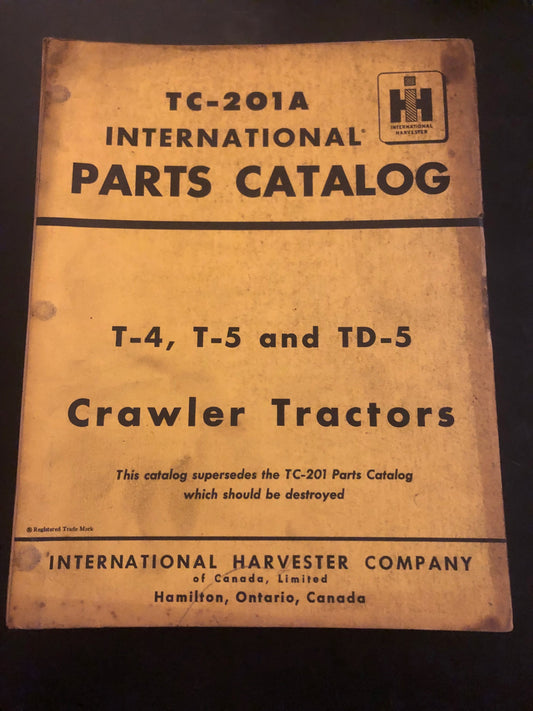 TC-201A
INTERNATIONAL®
PARTS CATALOG
IH
INTERNATIONAL
HARVESTER
T-4, T-5 and TD-5
Crawler Tractors
This catalog supersedes the TC-201 Parts Catalog
which should be destroyed
® Registered Trade Mark
INTERNATIONAL HARVESTER COMPANY
of Canada, Limited
Hamilton, Ontario, Canada